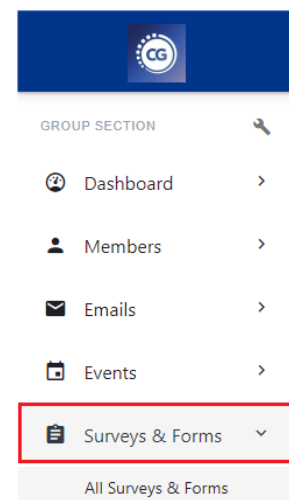 CG
GROUP SECTION
Dashboard
Members
Emails
Events
Surveys & Forms
All Surveys & Forms